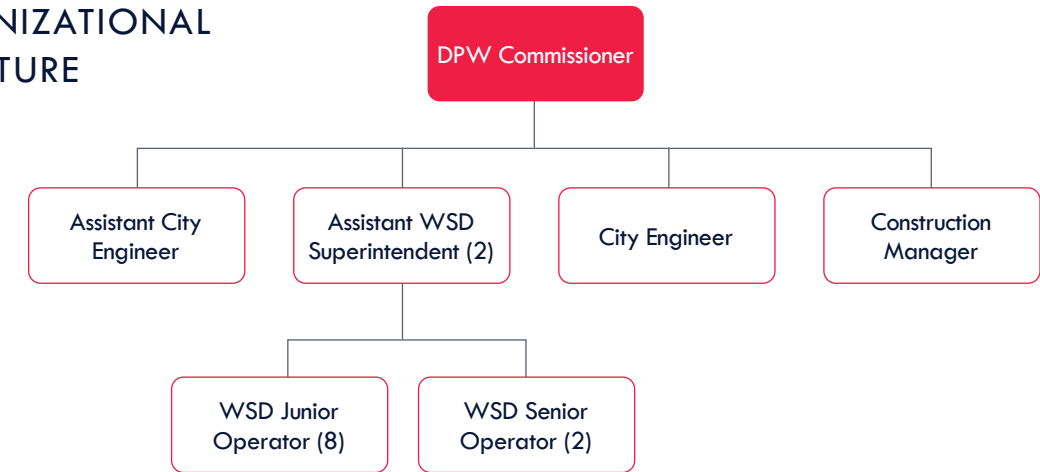 NIZATIONAL
TURE
DPW Commissioner
Assistant City
Engineer
Assistant WSD
Superintendent (2)
City Engineer
Construction
Manager
WSD Junior
Operator (8)
WSD Senior
Operator (2)